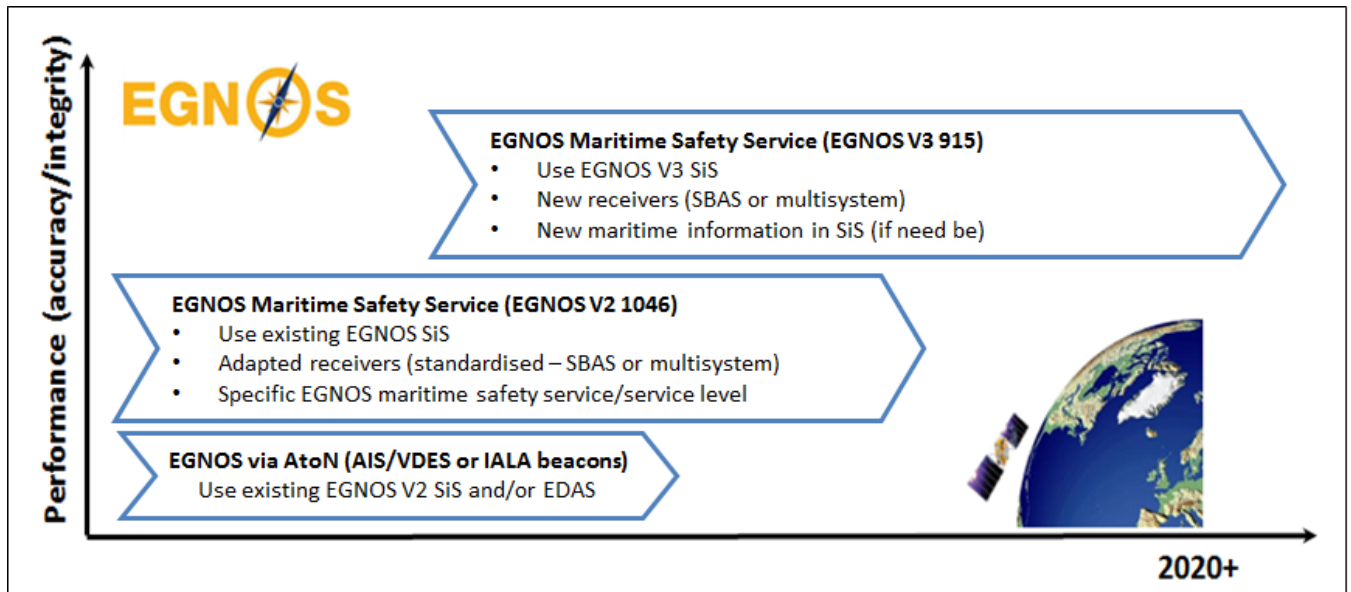 Performance (accuracy/integrity)
EGNOS
EGNOS Maritime Safety Service (EGNOS V3 915)
• Use EGNOS V3 SiS
• New receivers (SBAS or multisystem)
• New maritime information in SiS (if need be)
EGNOS Maritime Safety Service (EGNOS V2 1046)
• Use existing EGNOS SiS
• Adapted receivers (standardised – SBAS or multisystem)
• Specific EGNOS maritime safety service/service level
EGNOS via AtoN (AIS/VDES or IALA beacons)
Use existing EGNOS V2 SiS and/or EDAS
2020+